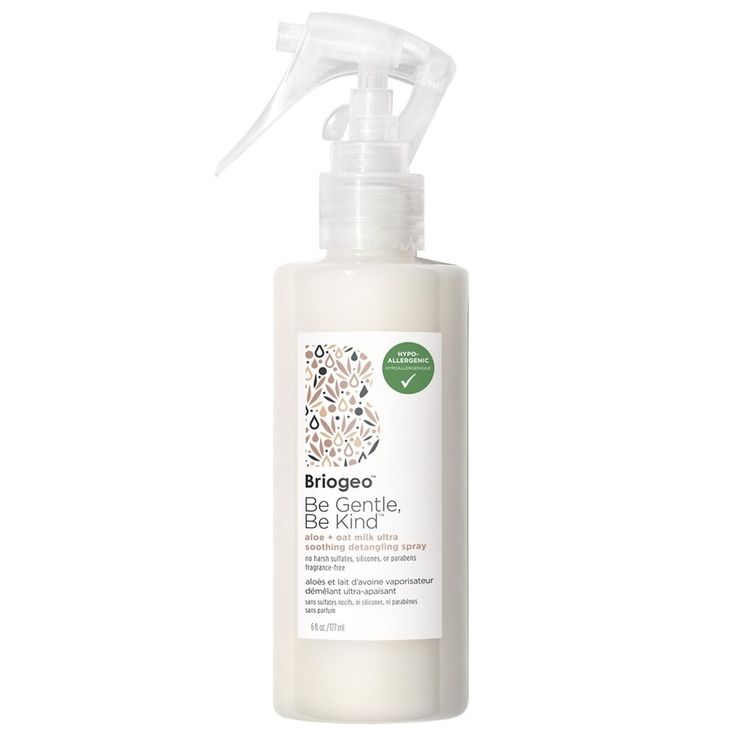 HYPO-
ALLERGENIC
HYPOALLERGÉNIQUE
Briogeo™
Be Gentle,
Be Kind™
aloe + oat milk ultra
soothing detangling spray
no harsh sulfates, silicones, or parabens
fragrance-free
aloès et lait d'avoine vaporisateur
démêlant ultra-apaisant
sans sulfates nocifs, ni silicones, ni parabènes
sans parfum
6 fl.oz./177 ml